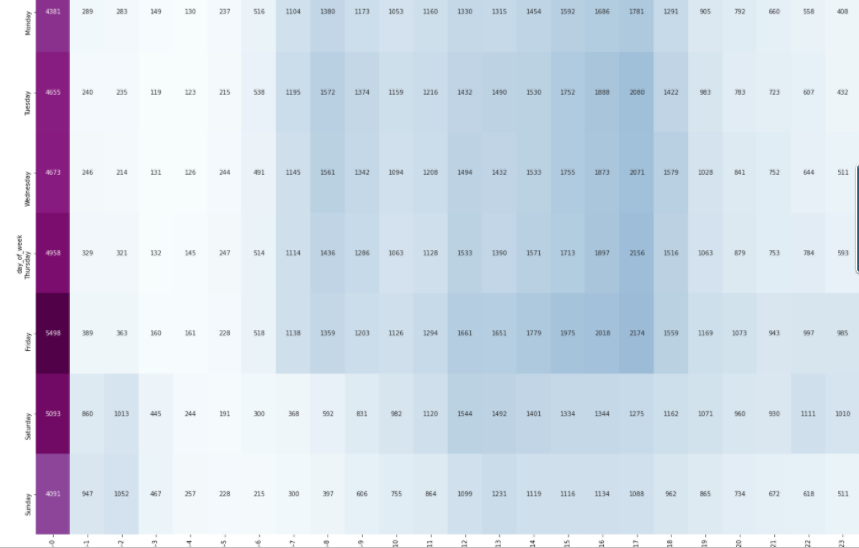 Monday 4381 289 283 149 130 237 516 1104 1380 1173 1053 1160 1330 1315 1454 1592 1686 1781 1291 905 792 660 558 408
Tuesday 4655 240 235 119 123 215 538 1195 1572 1374 1159 1216 1432 1490 1530 1752 1888 2080 1422 983 783 723 607 432
Wednesday 4673 246 214 131 126 244 491 1145 1561 1342 1094 1208 1494 1432 1533 1755 1873 2071 1579 1028 841 752 644 511
day_of_week
Thursday 4958 329 321 132 145 247 514 1114 1436 1286 1063 1128 1533 1390 1571 1713 1897 2156 1516 1063 879 753 784 593
Friday 5498 389 363 160 161 228 518 1138 1359 1203 1126 1294 1661 1651 1779 1975 2018 2174 1559 1169 1073 943 997 985
Saturday 5093 860 1013 445 244 191 300 368 592 831 982 1120 1544 1492 1401 1334 1344 1275 1162 1071 960 930 1111 1010
Sunday 4091 947 1052 467 257 228 215 300 397 606 755 864 1099 1231 1119 1116 1134 1088 962 865 734 672 618 511
0 1 2 3 4 5 6 7 8 9 10 11 12 13 14 15 16 17 18 19 20 21 22 23